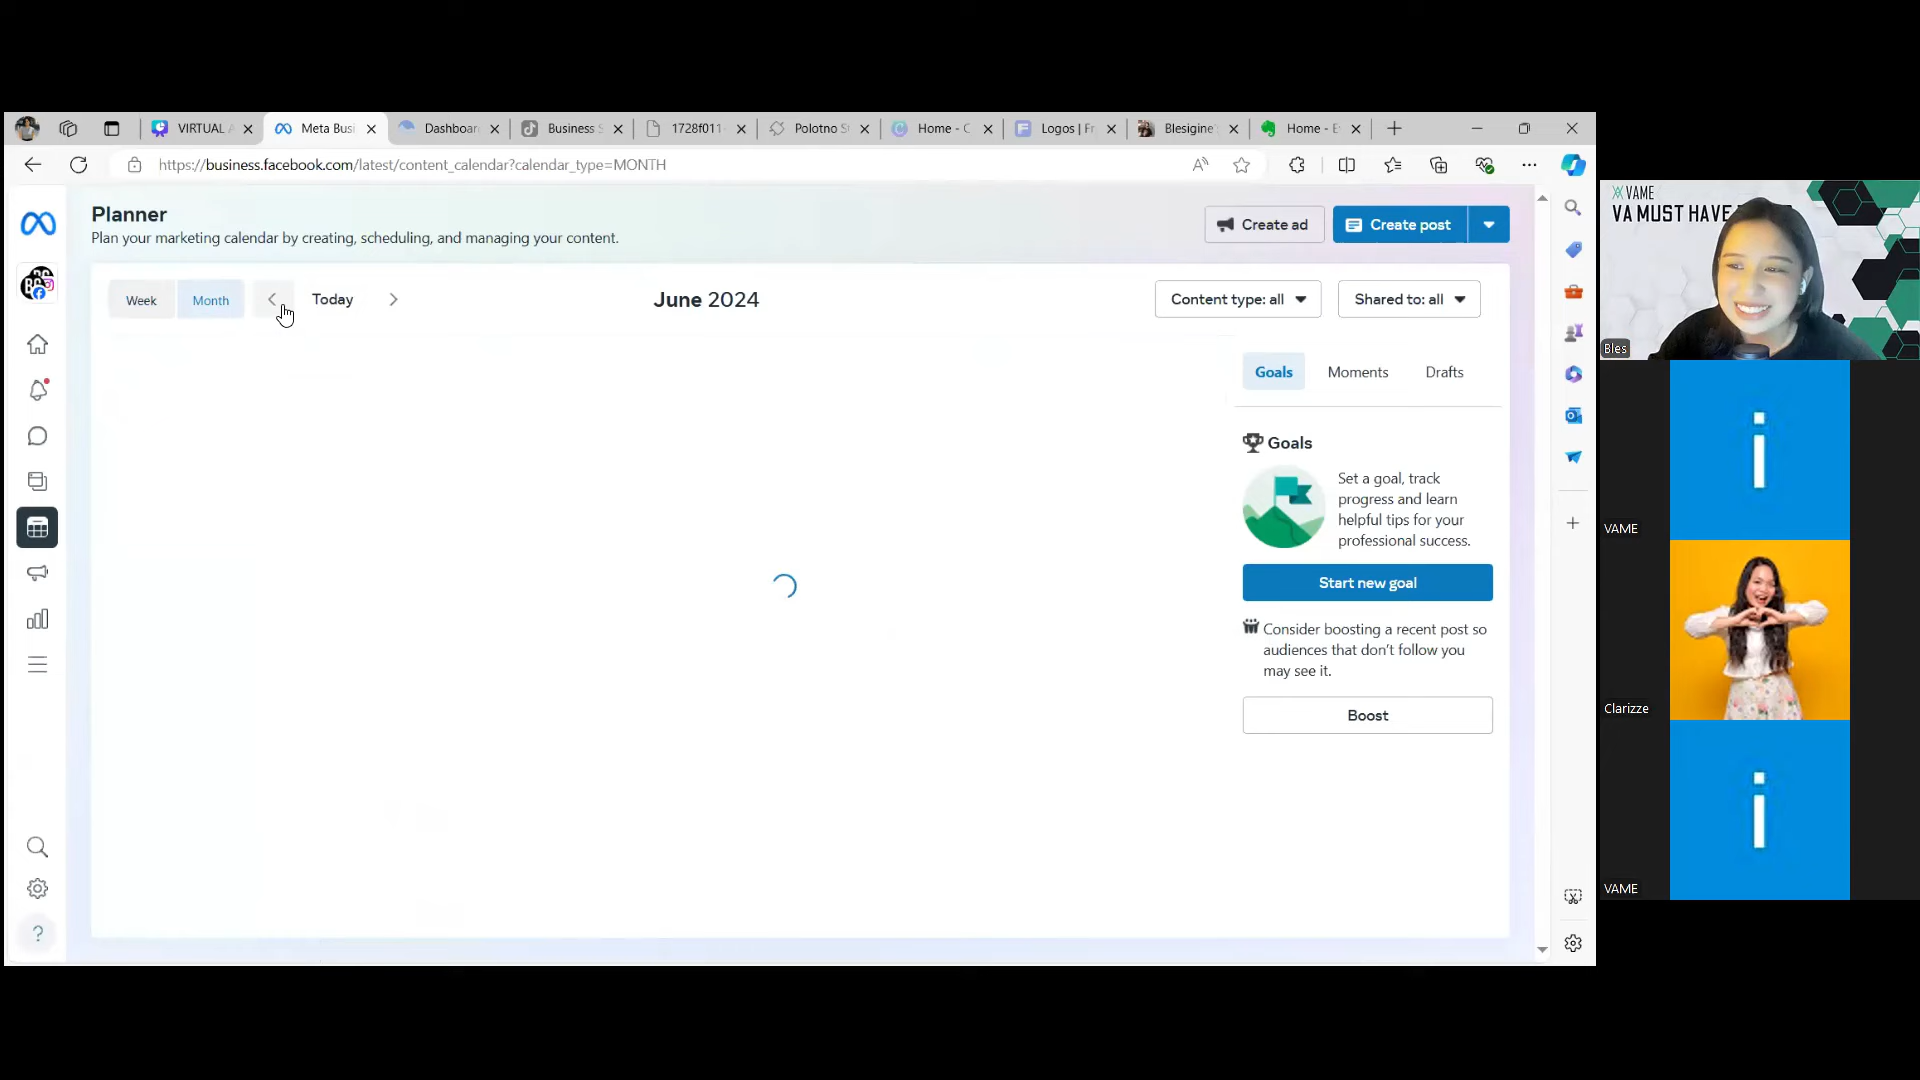 VIRTUAL A
Meta Busi
Dashboar
Business S
1728f011-
Polotno S
Home - C
Logos | Fr
Blesigine'
Home - E
https://business.facebook.com/latest/content_calendar?calendar_type=MONTH
Planner
Plan your marketing calendar by creating, scheduling, and managing your content.
Create ad
Create post
Week
Month
Today
June 2024
Content type: all
Shared to: all
Goals
Moments
Drafts
Goals
Set a goal, track
progress and learn
helpful tips for your
professional success.
Start new goal
Consider boosting a recent post so
audiences that don't follow you
may see it.
Boost
VAME
VA MUST HAVE
Bles
i
VAME
Clarizze
i
VAME